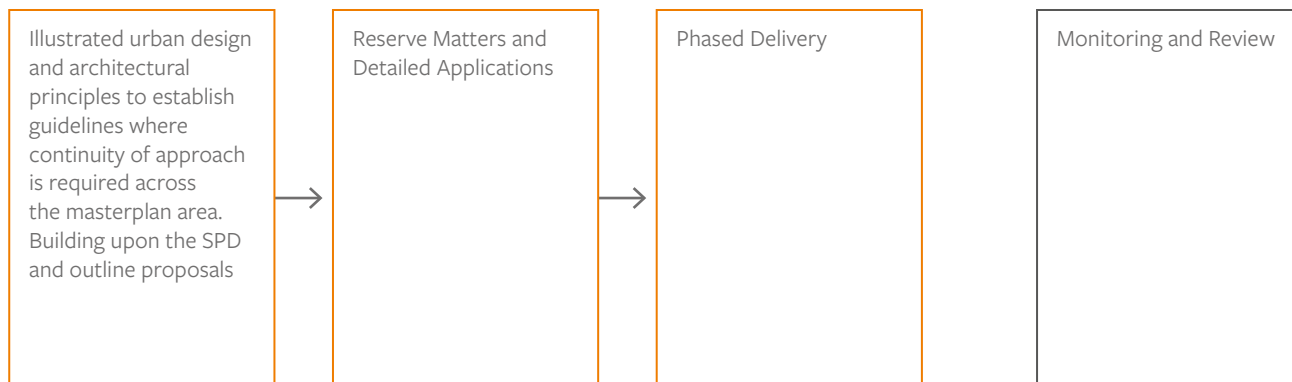 Illustrated urban design
and architectural
principles to establish
guidelines where
continuity of approach
is required across
the masterplan area.
Building upon the SPD
and outline proposals
Reserve Matters and
Detailed Applications
Phased Delivery
Monitoring and Review